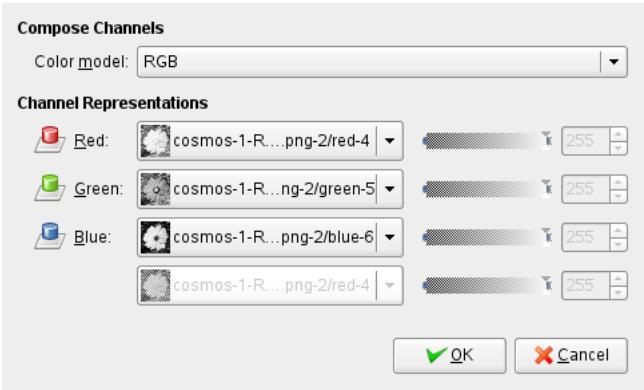 Compose Channels
Color model: RGB
Channel Representations
Red: cosmos-1-R....png-2/red-4 255
Green: cosmos-1-R....ng-2/green-5 255
Blue: cosmos-1-R....png-2/blue-6 255
cosmos-1-R....png-2/red-4 255
OK Cancel